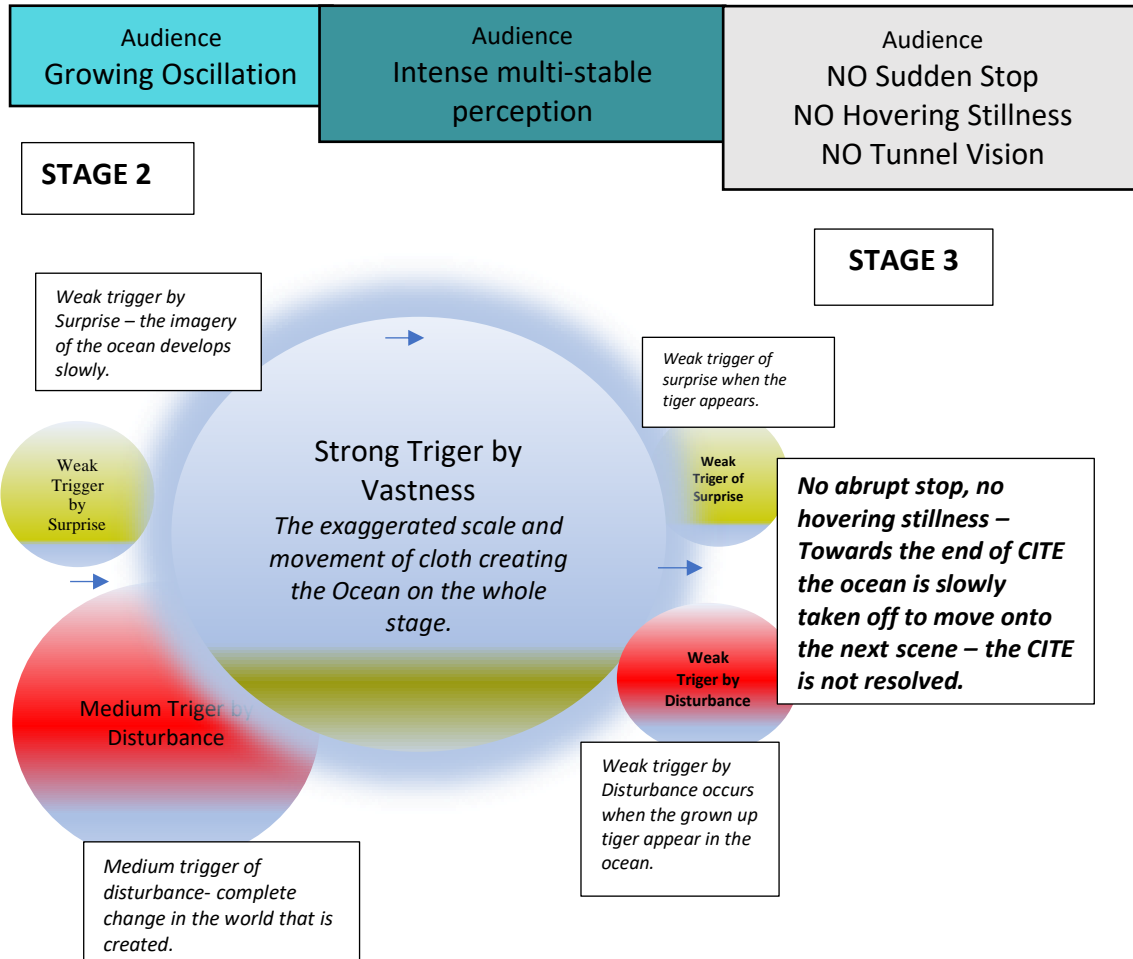 Audience
Growing Oscillation
Audience
Intense multi-stable
perception
Audience
NO Sudden Stop
NO Hovering Stillness
NO Tunnel Vision
STAGE 2
STAGE 3
Weak trigger by
Surprise – the imagery
of the ocean develops
slowly.
Weak trigger of
surprise when the
tiger appears.
Weak
Trigger
by
Surprise
Strong Triger by
Vastness
The exaggerated scale and
movement of cloth creating
the Ocean on the whole
stage.
Weak
Triger of
Surprise
No abrupt stop, no
hovering stillness –
Towards the end of CITE
the ocean is slowly
taken off to move onto
the next scene – the CITE
is not resolved.
Medium Triger by
Disturbance
Weak
Triger by
Disturbance
Weak trigger by
Disturbance occurs
when the grown up
tiger appear in the
ocean.
Medium trigger of
disturbance- complete
change in the world that is
created.